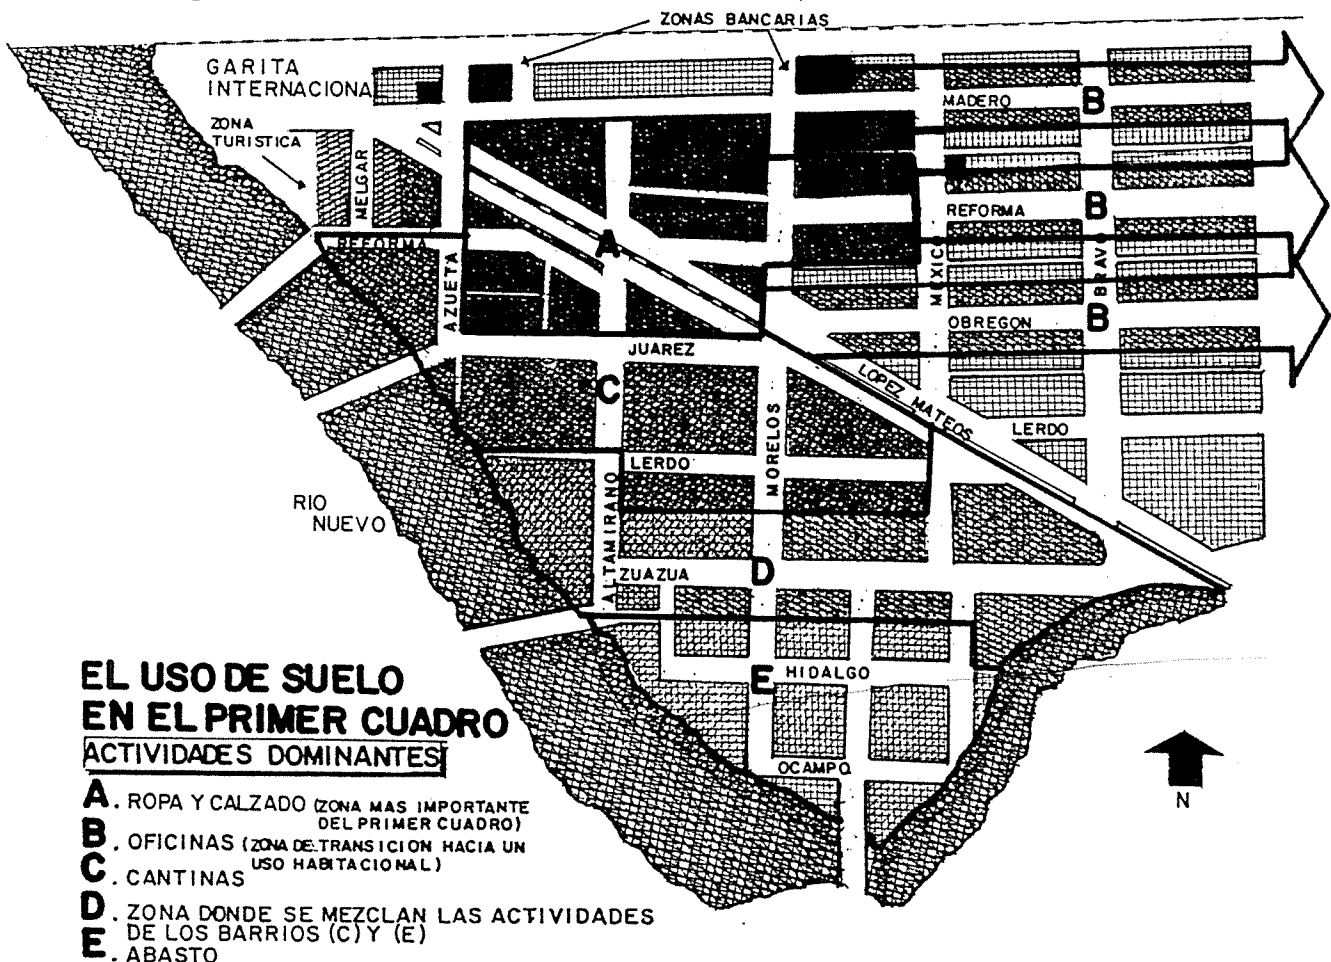 ZONAS BANCARIAS
GARITA
INTERNACIONA
ZONA
TURISTICA
MELGAR
MADERO
B
REFORMA
B
REFORMA
A
AZUETA
MEXICO
BRAVO
OBREGON
B
JUAREZ
C
LOPEZ MATEOS
LERDO
MORELOS
LERDO
ALTAMIRANO
RIO
NUEVO
ZUAZUA
D
HIDALGO
E
OCAMPO
N
EL USO DE SUELO
EN EL PRIMER CUADRO
ACTIVIDADES DOMINANTES
A. ROPA Y CALZADO (ZONA MAS IMPORTANTE
DEL PRIMER CUADRO)
B. OFICINAS (ZONA DE TRANSICION HACIA UN
USO HABITACIONAL)
C. CANTINAS
D. ZONA DONDE SE MEZCLAN LAS ACTIVIDADES
DE LOS BARRIOS (C) Y (E)
E. ABASTO